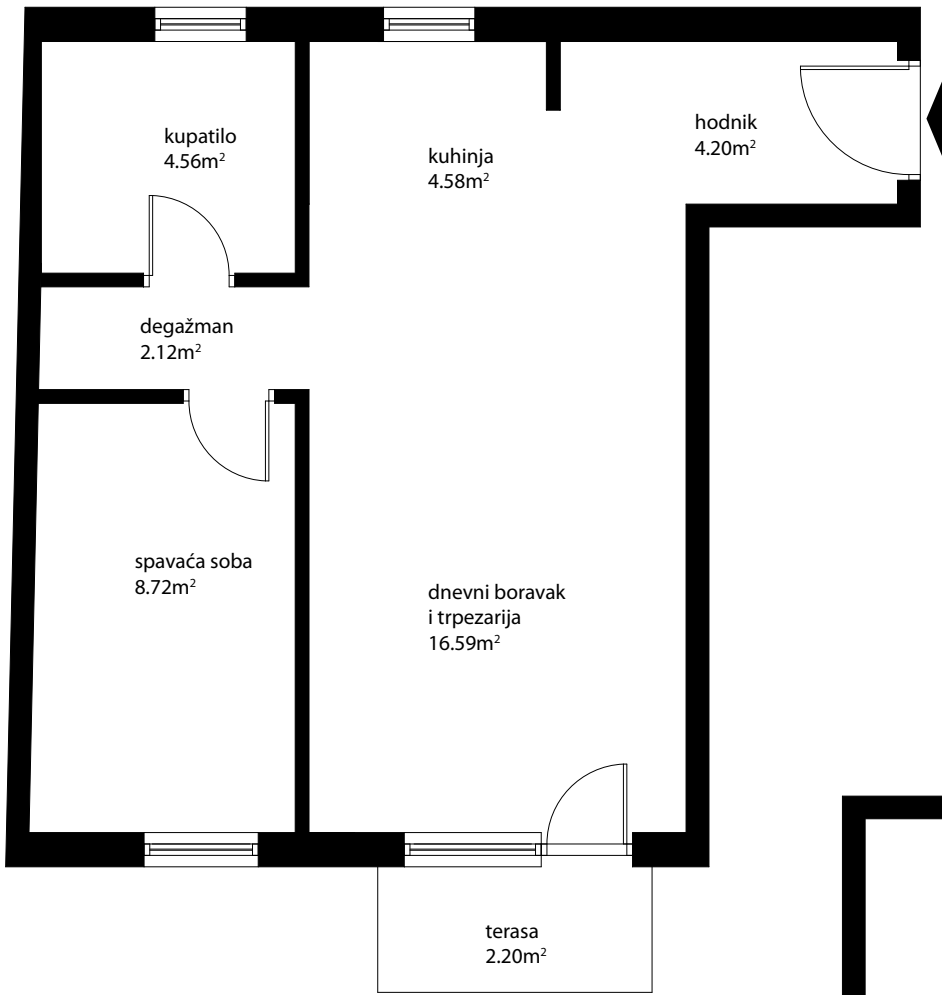 kupatilo
4.56m²
kuhinja
4.58m²
hodnik
4.20m²
degažman
2.12m²
spavaća soba
8.72m²
dnevni boravak
i trpezarija
16.59m²
terasa
2.20m²